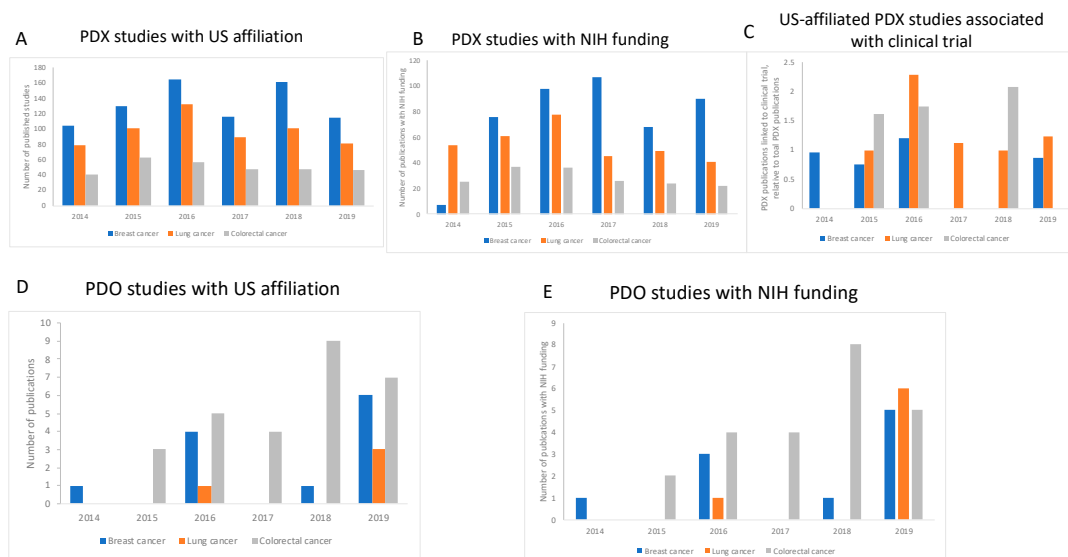 A
PDX studies with US affiliation
Number of published studies
180
160
140
120
100
80
60
40
20
0
2014 2015 2016 2017 2018 2019
Breast cancer Lung cancer Colorectal cancer
B
PDX studies with NIH funding
Number of publications with NIH funding
120
100
80
60
40
20
0
2014 2015 2016 2017 2018 2019
Breast cancer Lung cancer Colorectal cancer
C
US-affiliated PDX studies associated
with clinical trial
PDX publications linked to clinical trial,
relative to toal PDX publications
2.5
2
1.5
1
0.5
0
2014 2015 2016 2017 2018 2019
Breast cancer Lung cancer Colorectal cancer
D
PDO studies with US affiliation
Number of publications
10
9
8
7
6
5
4
3
2
1
0
2014 2015 2016 2017 2018 2019
Breast cancer Lung cancer Colorectal cancer
E
PDO studies with NIH funding
Number of pubications with NIH funding
9
8
7
6
5
4
3
2
1
0
2014 2015 2016 2017 2018 2019
Breast cancer Lung cancer Colorectal cancer